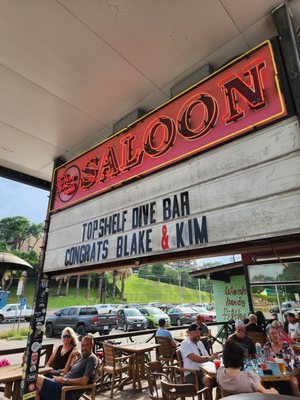 SALOON
TOPSHELF DIVE BAR
CONGRATS BLAKE & KIM